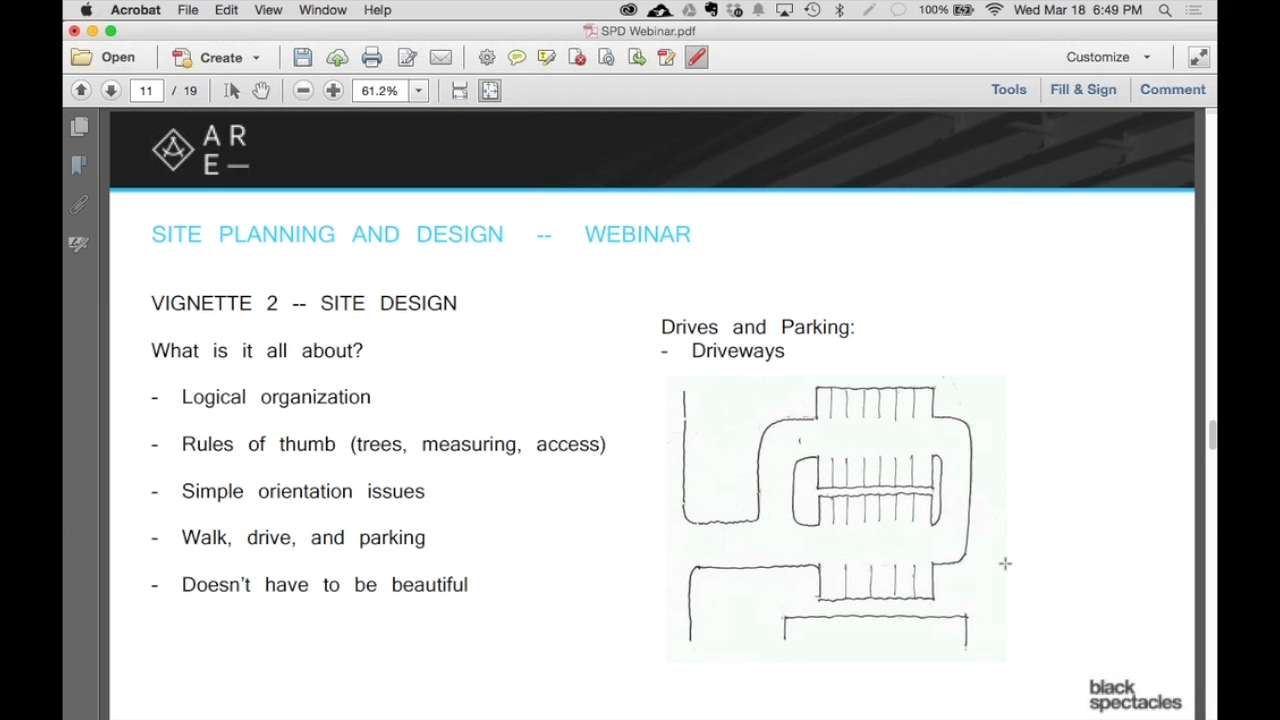 Acrobat File Edit View Window Help 100% Wed Mar 18 6:49 PM
SPD Webinar.pdf
Open Create Customize
11 / 19 61.2% Tools Fill & Sign Comment
A R
E —
SITE PLANNING AND DESIGN -- WEBINAR
VIGNETTE 2 -- SITE DESIGN
What is it all about?
- Logical organization
- Rules of thumb (trees, measuring, access)
- Simple orientation issues
- Walk, drive, and parking
- Doesn't have to be beautiful
Drives and Parking:
- Driveways
black
spectacles